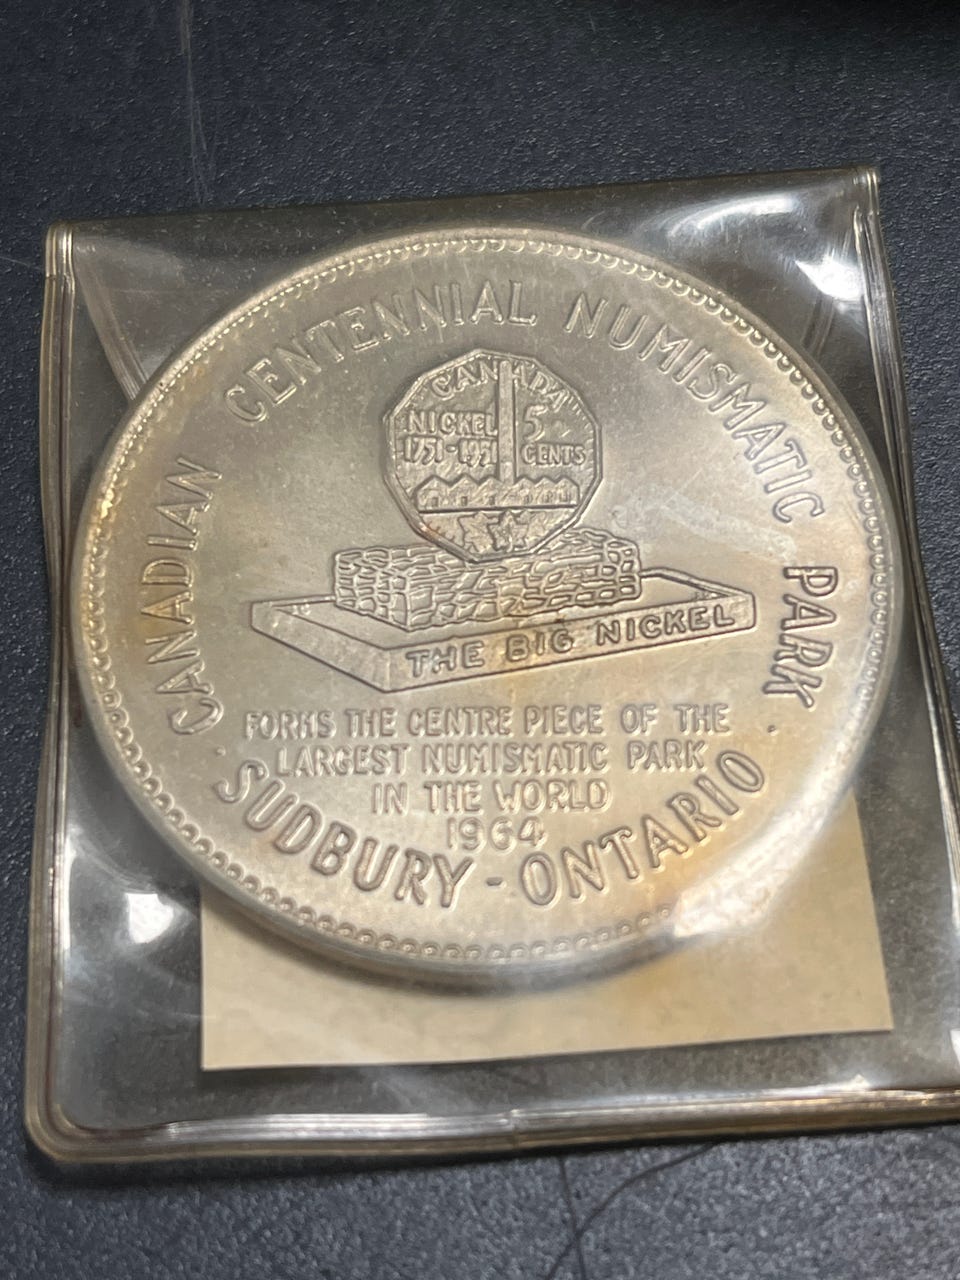 CANADIAN CENTENNIAL NUMISMATIC PARK
CANADA
NICKEL 5
1751-1951 CENTS
THE BIG NICKEL
FORMS THE CENTRE PIECE OF THE
LARGEST NUMISMATIC PARK
IN THE WORLD
1964
SUDBURY - ONTARIO